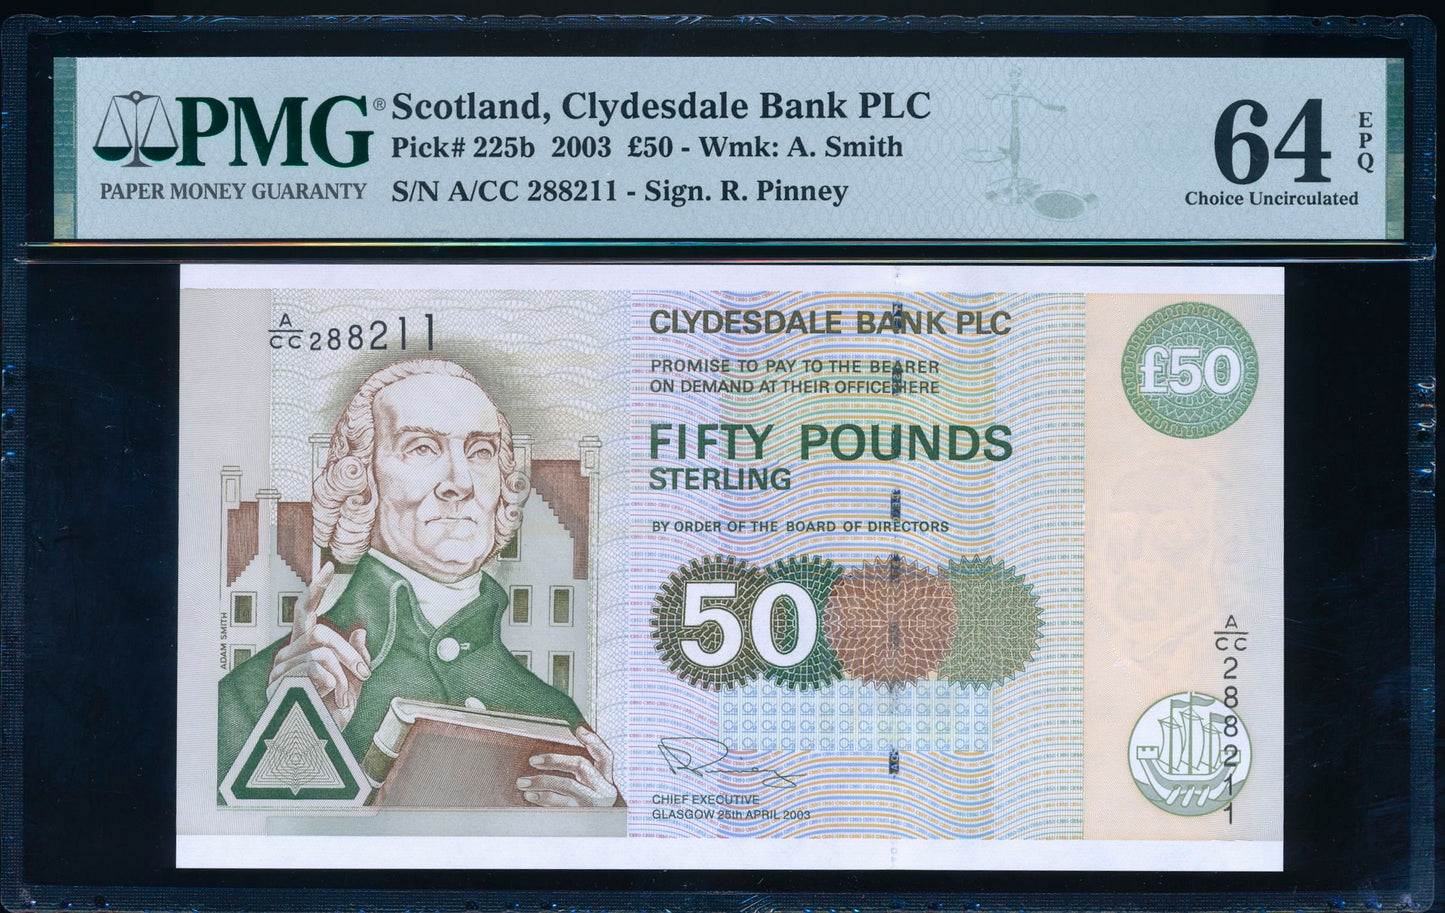 PMG®
PAPER MONEY GUARANTY
Scotland, Clydesdale Bank PLC
Pick# 225b 2003 £50 - Wmk: A. Smith
S/N A/CC 288211 - Sign. R. Pinney
64
EPQ
Choice Uncirculated
A/CC 288211
CLYDESDALE BANK PLC
PROMISE TO PAY TO THE BEARER
ON DEMAND AT THEIR OFFICE HERE
FIFTY POUNDS
STERLING
BY ORDER OF THE BOARD OF DIRECTORS
50
CHIEF EXECUTIVE
GLASGOW 25th APRIL 2003
ADAM SMITH
£50
A/CC 288211